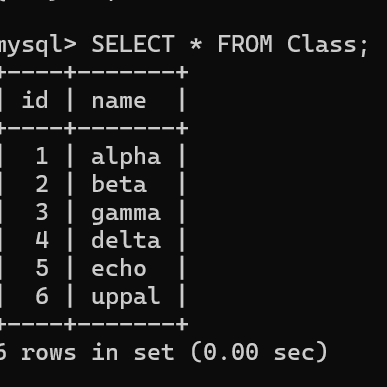 mysql> SELECT * FROM Class;
+----+-------+
| id | name  |
+----+-------+
|  1 | alpha |
|  2 | beta  |
|  3 | gamma |
|  4 | delta |
|  5 | echo  |
|  6 | uppal |
+----+-------+
6 rows in set (0.00 sec)